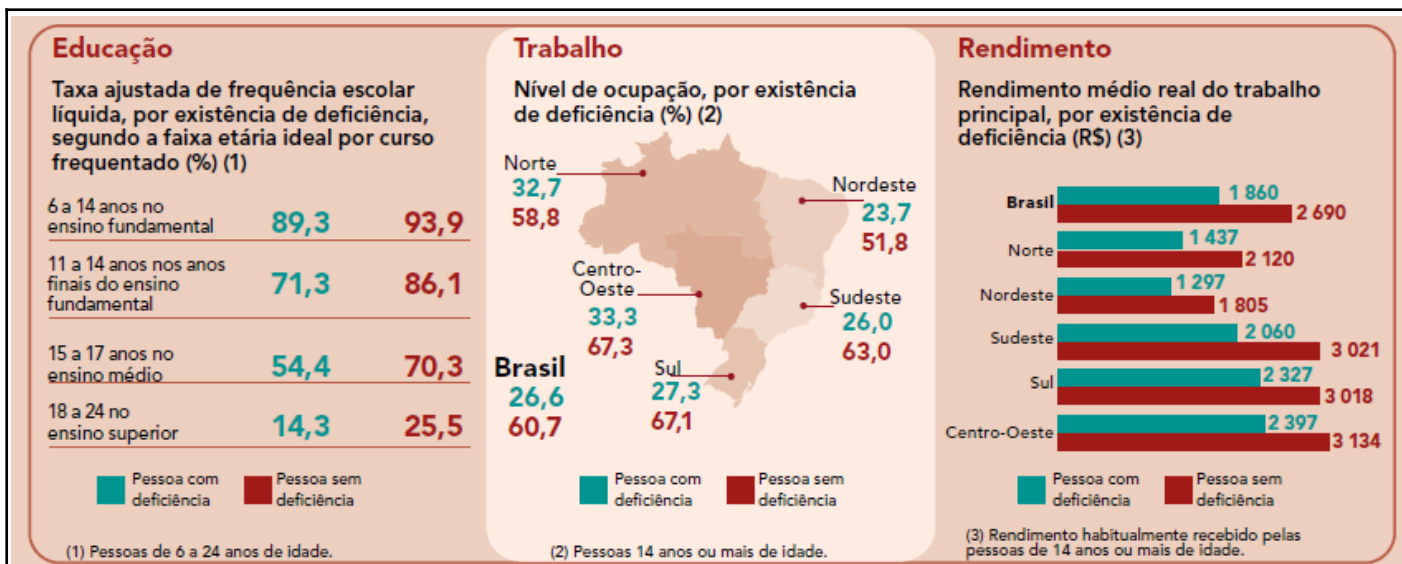 Educação
Taxa ajustada de frequência escolar
líquida, por existência de deficiência,
segundo a faixa etária ideal por curso
frequentado (%) (1)
6 a 14 anos no
ensino fundamental
89,3 93,9
11 a 14 anos nos anos
finais do ensino
fundamental
71,3 86,1
15 a 17 anos no
ensino médio
54,4 70,3
18 a 24 no
ensino superior
14,3 25,5
Pessoa com
deficiência
Pessoa sem
deficiência
(1) Pessoas de 6 a 24 anos de idade.
Trabalho
Nível de ocupação, por existência
de deficiência (%) (2)
Norte
32,7
58,8
Nordeste
23,7
51,8
Centro-
Oeste
33,3
67,3
Sudeste
26,0
63,0
Brasil
26,6
60,7
Sul
27,3
67,1
Pessoa com
deficiência
Pessoa sem
deficiência
(2) Pessoas 14 anos ou mais de idade.
Rendimento
Rendimento médio real do trabalho
principal, por existência de
deficiência (R$) (3)
Brasil
1 860
2 690
Norte
1 437
2 120
Nordeste
1 297
1 805
Sudeste
2 060
3 021
Sul
2 327
3 018
Centro-Oeste
2 397
3 134
Pessoa com
deficiência
Pessoa sem
deficiência
(3) Rendimento habitualmente recebido pelas
pessoas de 14 anos ou mais de idade.